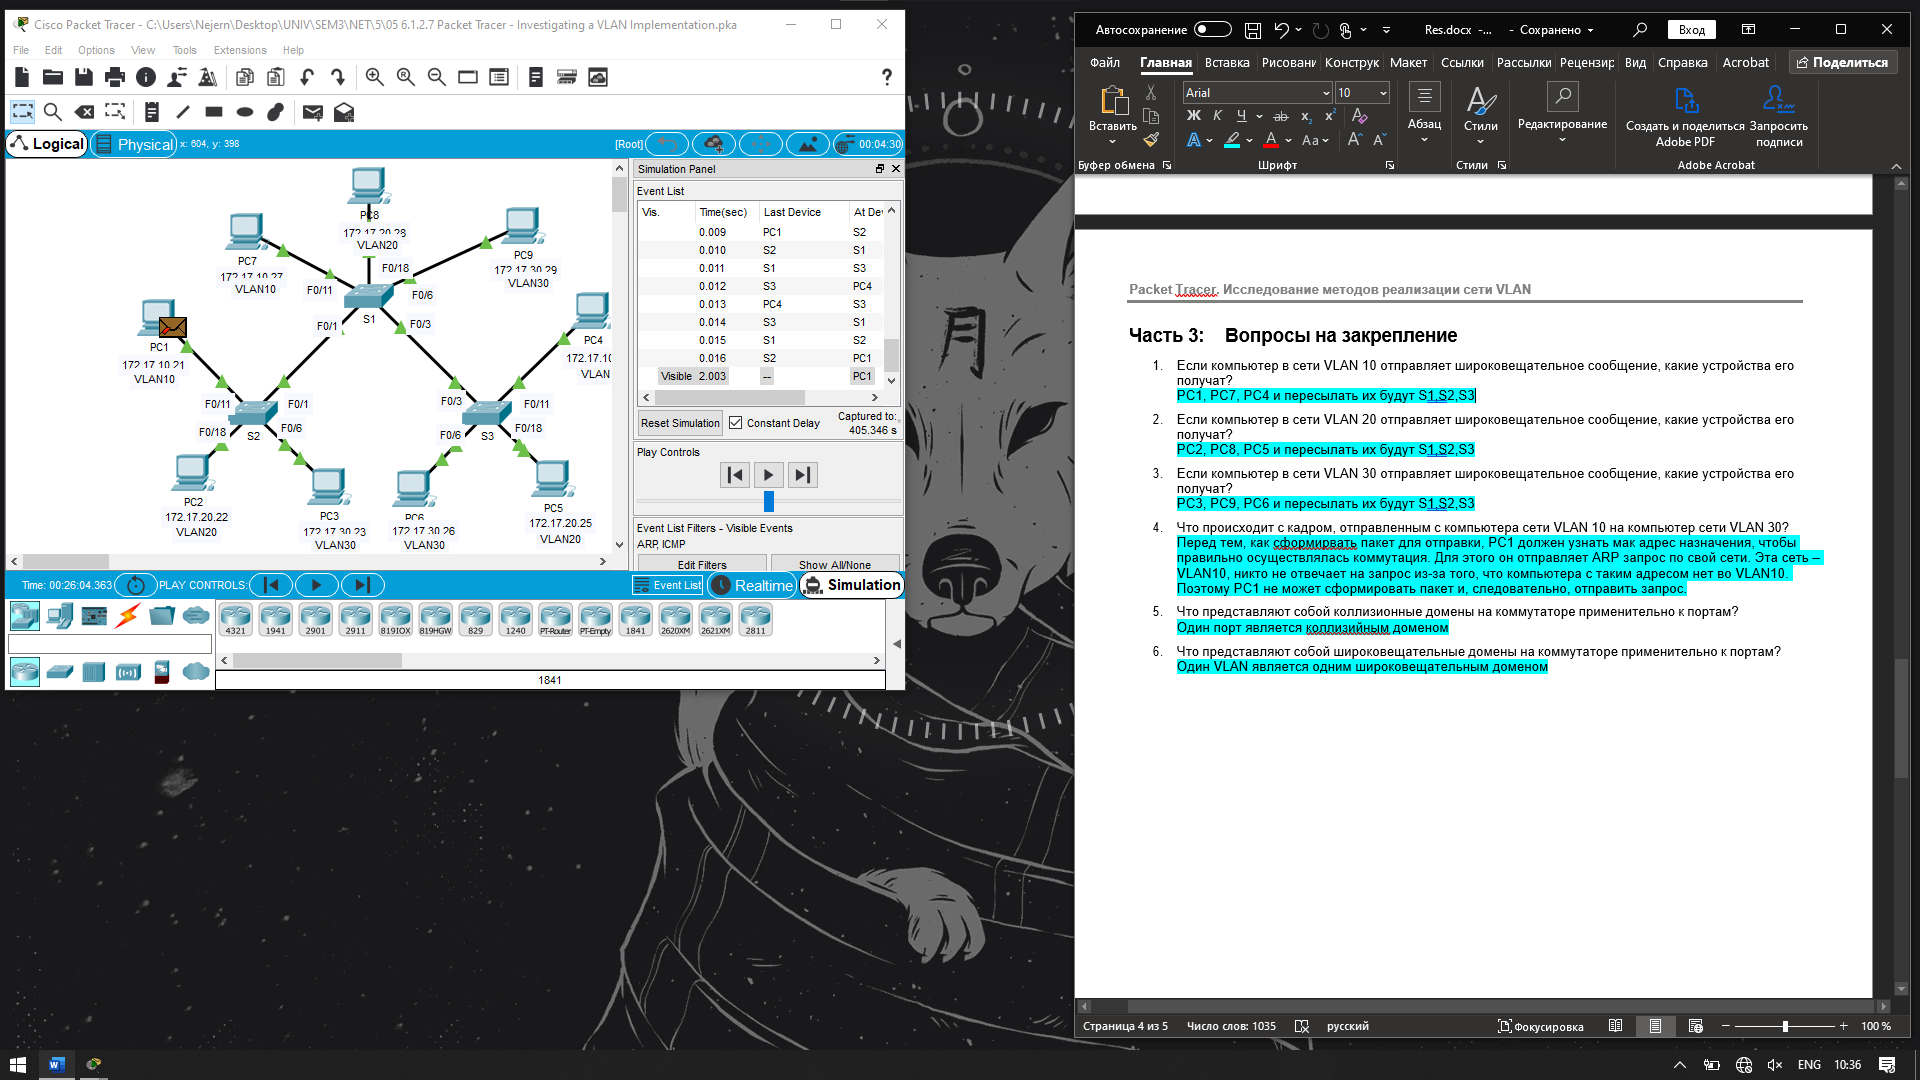 Cisco Packet Tracer - C:\Users\Nejern\Desktop\UNIV\SEM3\NET\5\05 6.1.2.7 Packet Tracer - Investigating a VLAN Implementation.pka
File Edit Options View Tools Extensions Help
Logical
Physical
x: 604, y: 398
[Root]
00:04:30
PC8
172.17.20.28
VLAN20
PC7
172.17.10.27
VLAN10
PC9
172.17.30.29
VLAN30
F0/18
F0/11
F0/6
S1
F0/1
F0/3
PC1
172.17.10.21
VLAN10
PC4
172.17.10
VLAN
F0/11
F0/1
F0/18
F0/6
S2
F0/3
F0/11
F0/6
F0/18
S3
PC2
172.17.20.22
VLAN20
PC3
172.17.30.23
VLAN30
PC6
172.17.30.26
VLAN30
PC5
172.17.20.25
VLAN20
Simulation Panel
Event List
Vis. Time(sec) Last Device At Dev
0.009 PC1 S2
0.010 S2 S1
0.011 S1 S3
0.012 S3 PC4
0.013 PC4 S3
0.014 S3 S1
0.015 S1 S2
0.016 S2 PC1
Visible 2.003 -- PC1
Reset Simulation
Constant Delay
Captured to:
405.346 s
Play Controls
Event List Filters - Visible Events
ARP, ICMP
Edit Filters
Show All/None
Time: 00:26:04.363
PLAY CONTROLS:
Event List
Realtime
Simulation
4321 1941 2901 2911 819IOX 819HGW 829 1240 PT-Router PT-Empty 1841 2620XM 2621XM 2811
1841
Автосохранение
Res.docx -... - Сохранено
Вход
Файл Главная Вставка Рисовани Конструк Макет Ссылки Рассылки Рецензир Вид Справка Acrobat
Поделиться
Вставить
Буфер обмена
Arial
10
Ж К Ч
Шрифт
Абзац
Стили
Стили
Редактирование
Создать и поделиться Adobe PDF
Запросить подписи
Adobe Acrobat
Packet Tracer. Исследование методов реализации сети VLAN
Часть 3: Вопросы на закрепление
1. Если компьютер в сети VLAN 10 отправляет широковещательное сообщение, какие устройства его
получат?
PC1, PC7, PC4 и пересылать их будут S1,S2,S3
2. Если компьютер в сети VLAN 20 отправляет широковещательное сообщение, какие устройства его
получат?
PC2, PC8, PC5 и пересылать их будут S1,S2,S3
3. Если компьютер в сети VLAN 30 отправляет широковещательное сообщение, какие устройства его
получат?
PC3, PC9, PC6 и пересылать их будут S1,S2,S3
4. Что происходит с кадром, отправленным с компьютера сети VLAN 10 на компьютер сети VLAN 30?
Перед тем, как сформирвать пакет для отправки, PC1 должен узнать мак адрес назначения, чтобы
правильно осуществлялась коммутация. Для этого он отправляет ARP запрос по свой сети. Эта сеть –
VLAN10, никто не отвечает на запрос из-за того, что компьютера с таким адресом нет во VLAN10.
Поэтому PC1 не может сформировать пакет и, следовательно, отправить запрос.
5. Что представляют собой коллизионные домены на коммутаторе применительно к портам?
Один порт является коллизийным доменом
6. Что представляют собой широковещательные домены на коммутаторе применительно к портам?
Один VLAN является одним широковещательным доменом
Страница 4 из 5 Число слов: 1035 русский
Фокусировка
100 %
月
ENG 10:36